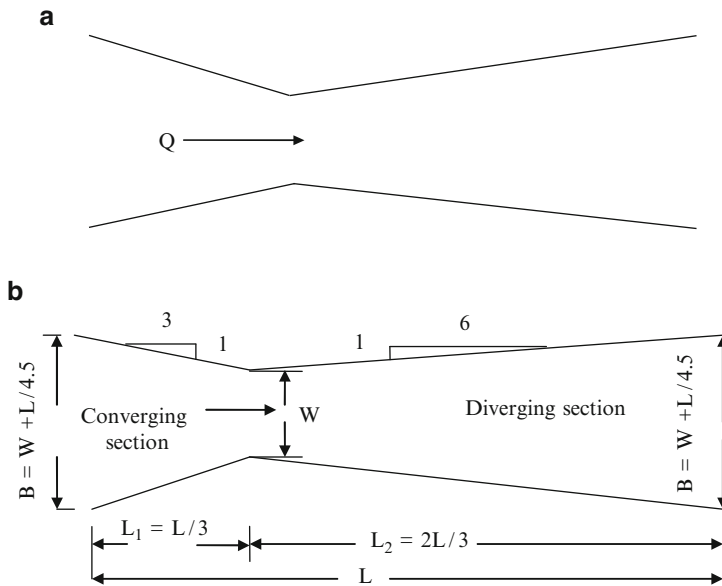 a
Q
b
3
1
1
6
B = W +L/4.5
Converging
section
W
Diverging section
B = W +L/4.5
L1 = L/3
L2 = 2L/3
L